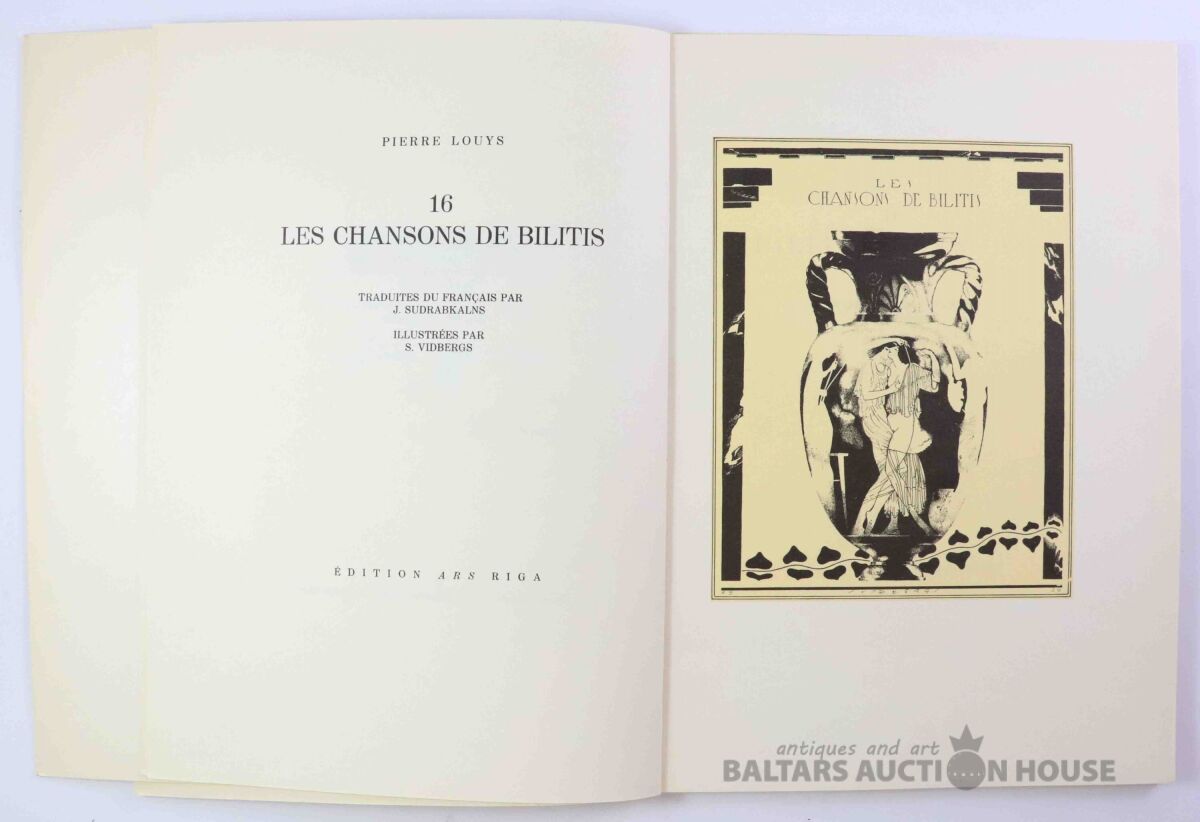 PIERRE LOUYS
16
LES CHANSONS DE BILITIS
TRADUITES DU FRANÇAIS PAR
J. SUDRABKALNS
ILLUSTRÉES PAR
S. VIDBERGS
ÉDITION ARS RIGA
LES
CHANSONS DE BILITIS
antiques and art
BALTARS AUCTION HOUSE